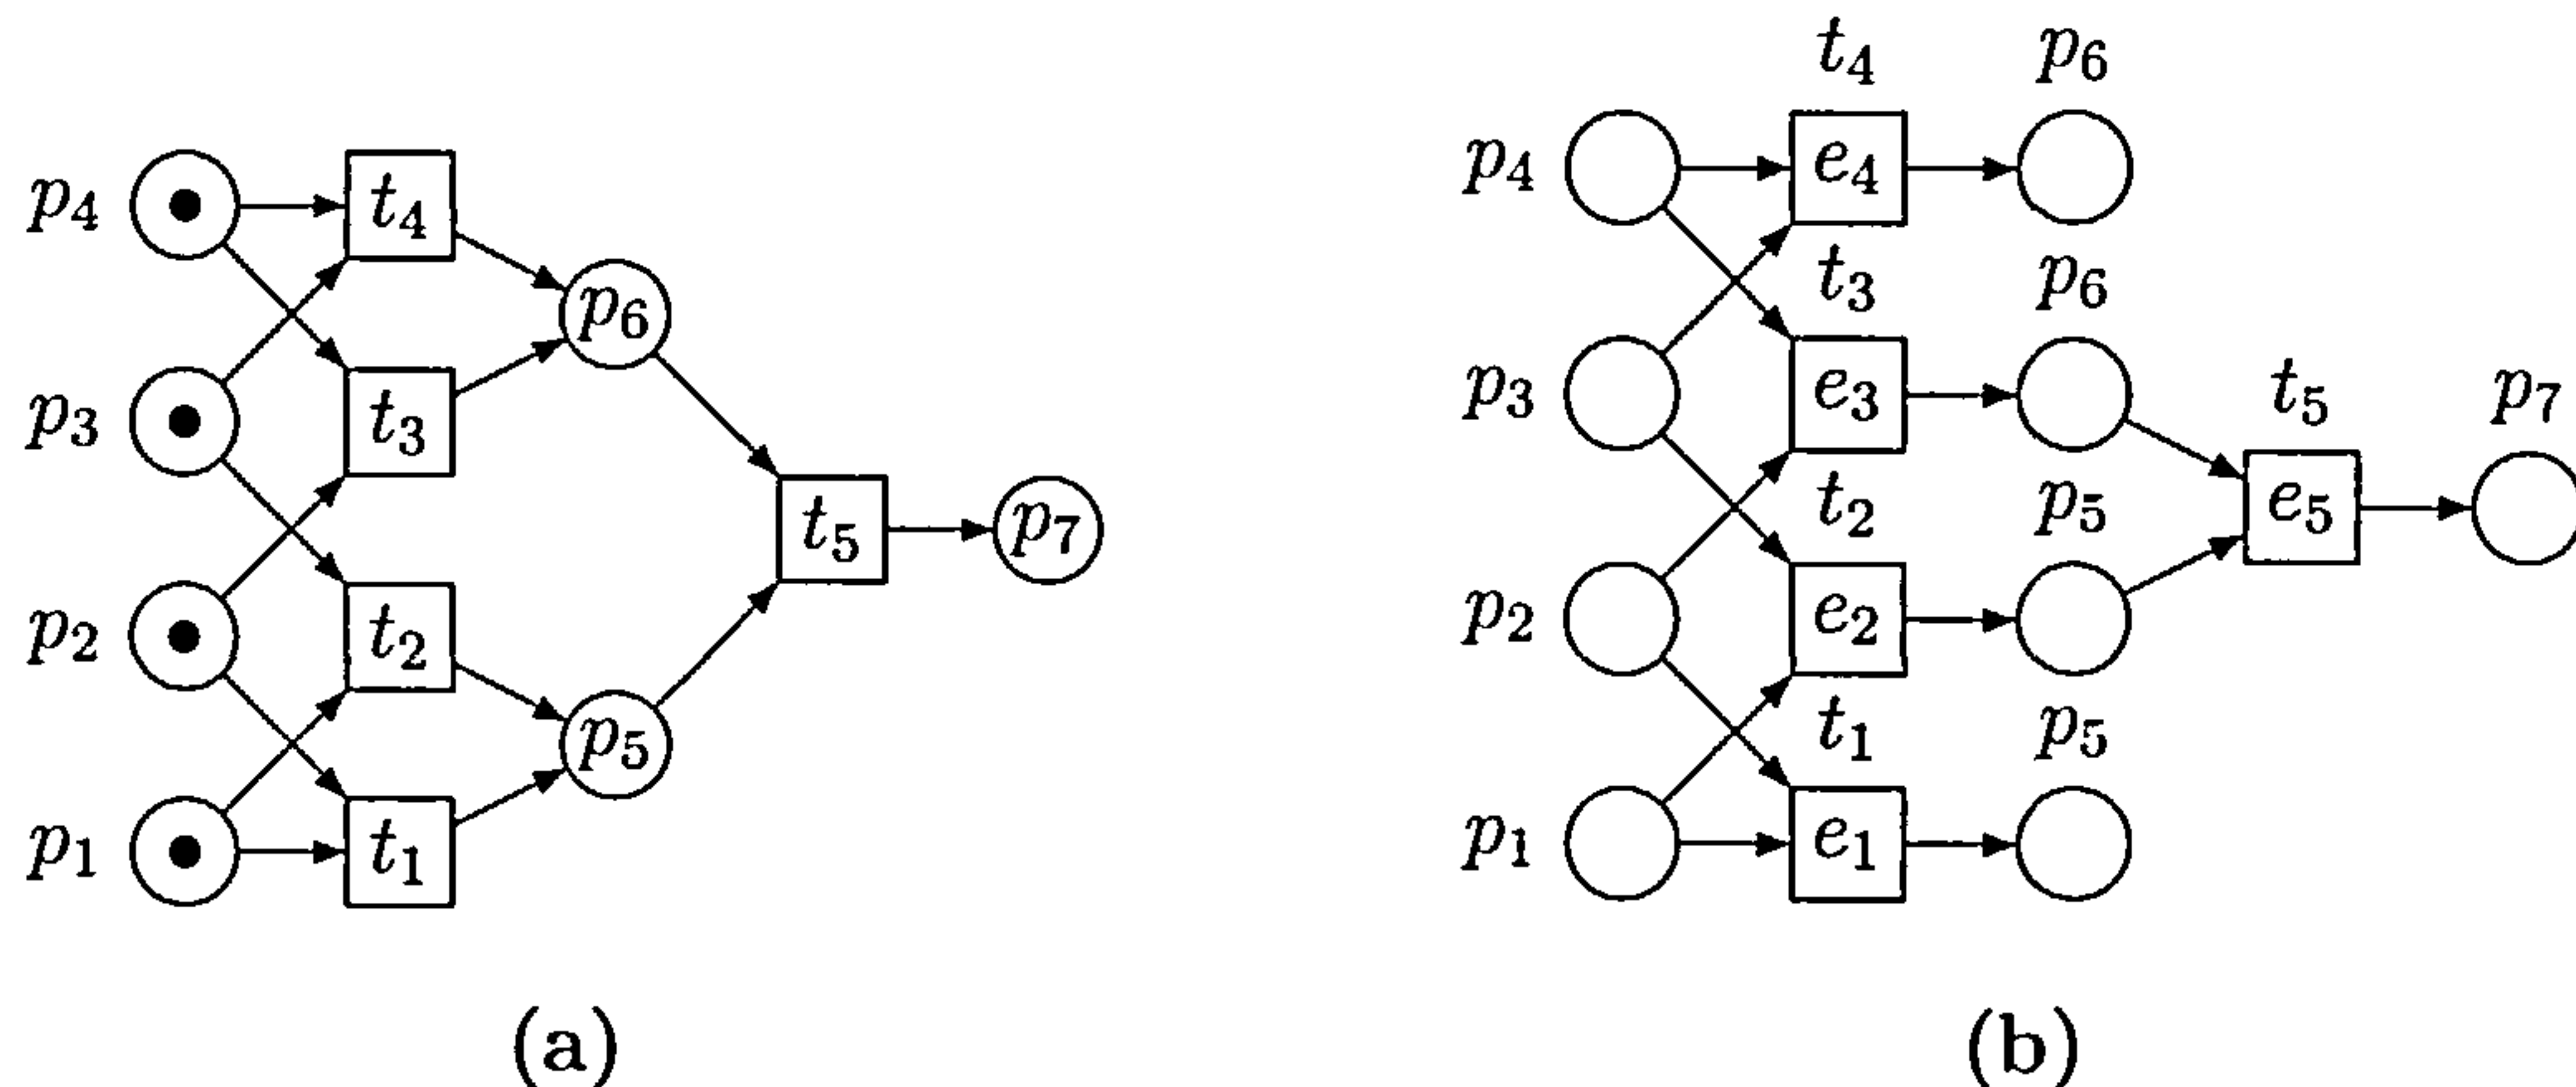 p4 t4
p6
p3 t3
t5 p7
p2 t2
p5
p1 t1
(a)
t4 p6
p4 e4
t3 p6
p3 e3 t5 p7
t2 p5 e5
p2 e2
t1 p5
p1 e1
(b)